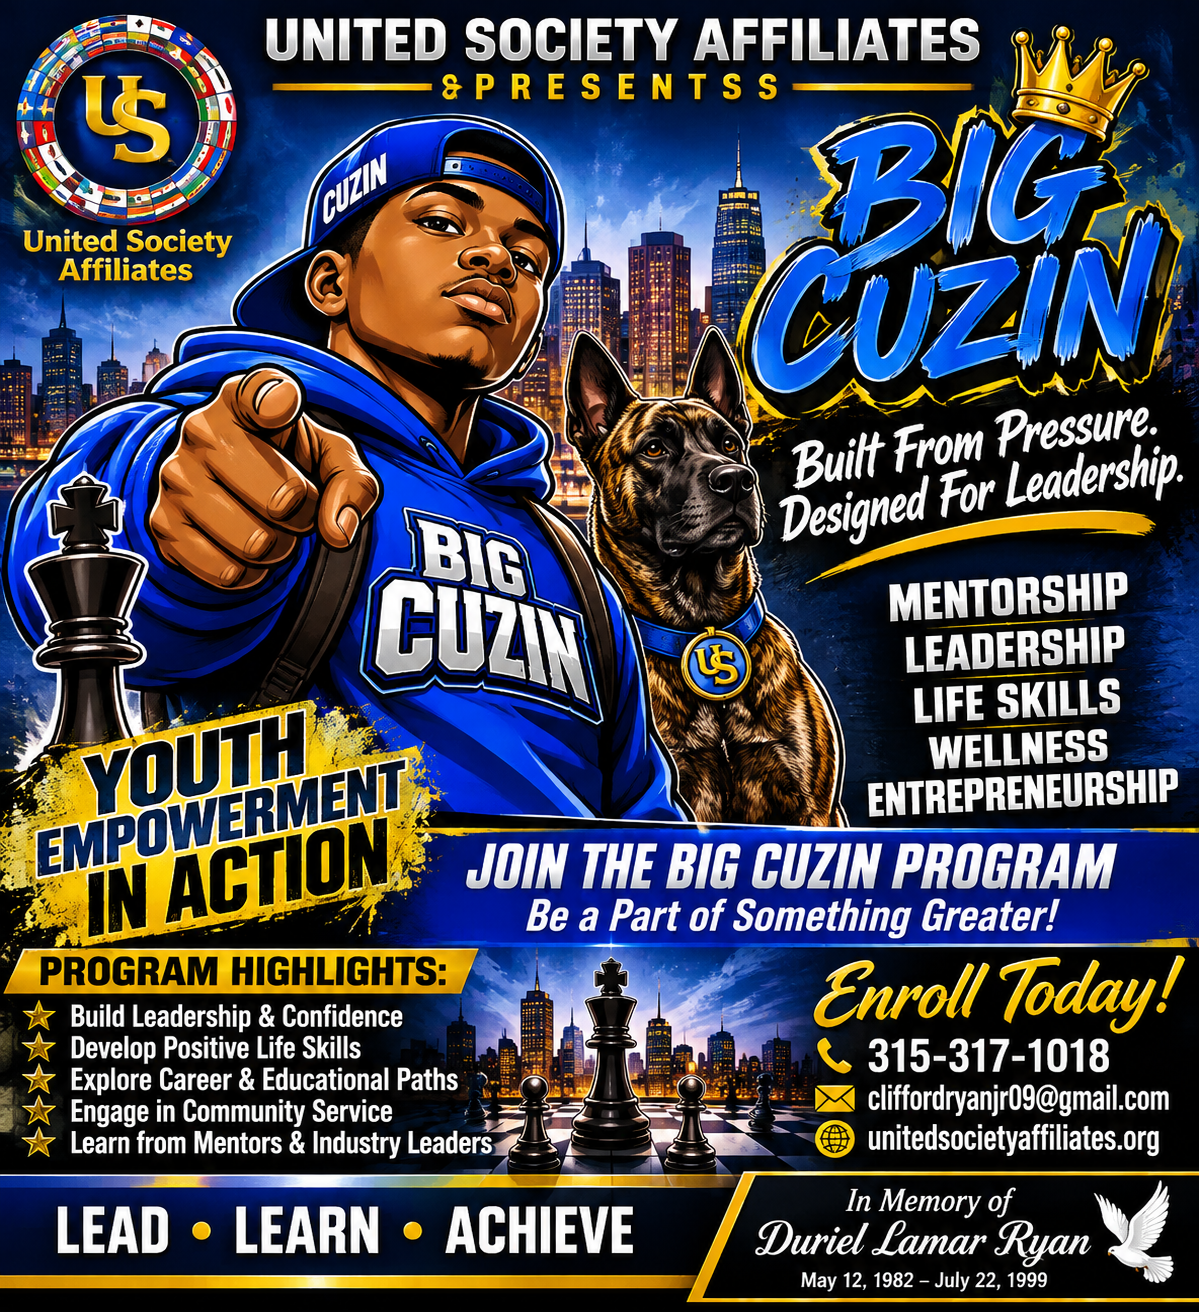 UNITED SOCIETY AFFILIATES
&PRESENTSS
US
United Society
Affiliates
CUZIN
BIG
CUZIN
Built From Pressure.
Designed For Leadership.
BIG
CUZIN
US
MENTORSHIP
LEADERSHIP
LIFE SKILLS
WELLNESS
ENTREPRENEURSHIP
YOUTH
EMPOWERMENT
IN ACTION
JOIN THE BIG CUZIN PROGRAM
Be a Part of Something Greater!
PROGRAM HIGHLIGHTS:
Build Leadership & Confidence
Develop Positive Life Skills
Explore Career & Educational Paths
Engage in Community Service
Learn from Mentors & Industry Leaders
Enroll Today!
315-317-1018
cliffordryanjr09@gmail.com
unitedsocietyaffiliates.org
LEAD • LEARN • ACHIEVE
In Memory of
Duriel Lamar Ryan
May 12, 1982 – July 22, 1999